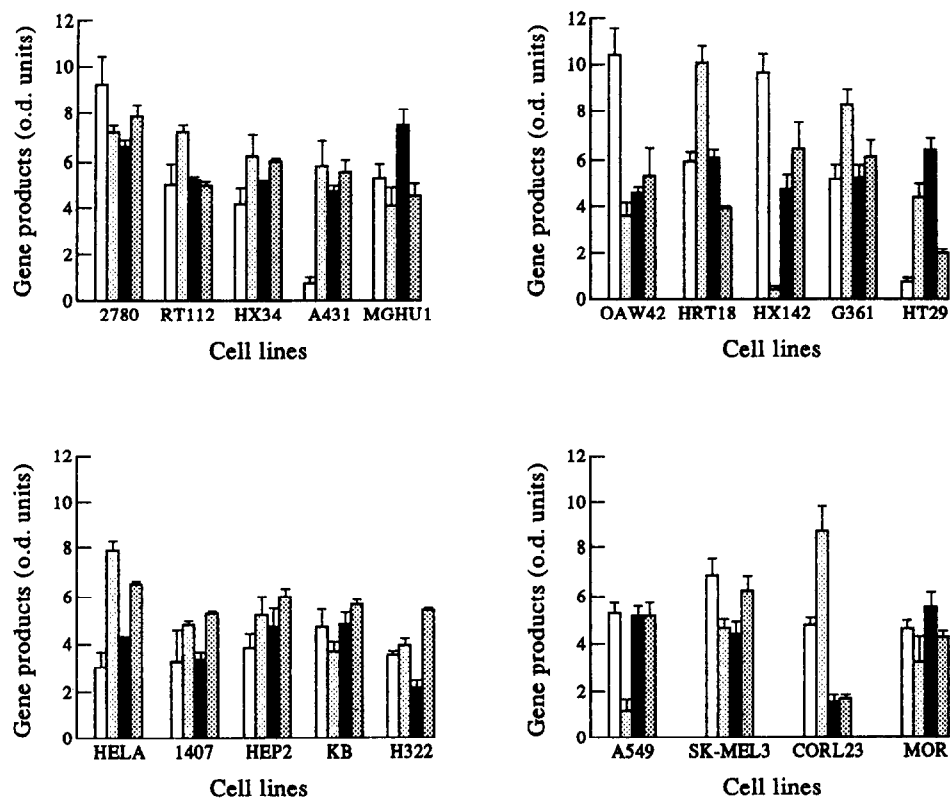 Gene products (o.d. units)
12
10
8
6
4
2
0
2780 RT112 HX34 A431 MGHU1
Cell lines
Gene products (o.d. units)
12
10
8
6
4
2
0
OAW42 HRT18 HX142 G361 HT29
Cell lines
Gene products (o.d. units)
12
10
8
6
4
2
0
HELA 1407 HEP2 KB H322
Cell lines
Gene products (o.d. units)
12
10
8
6
4
2
0
A549 SK-MEL3 CORL23 MOR
Cell lines